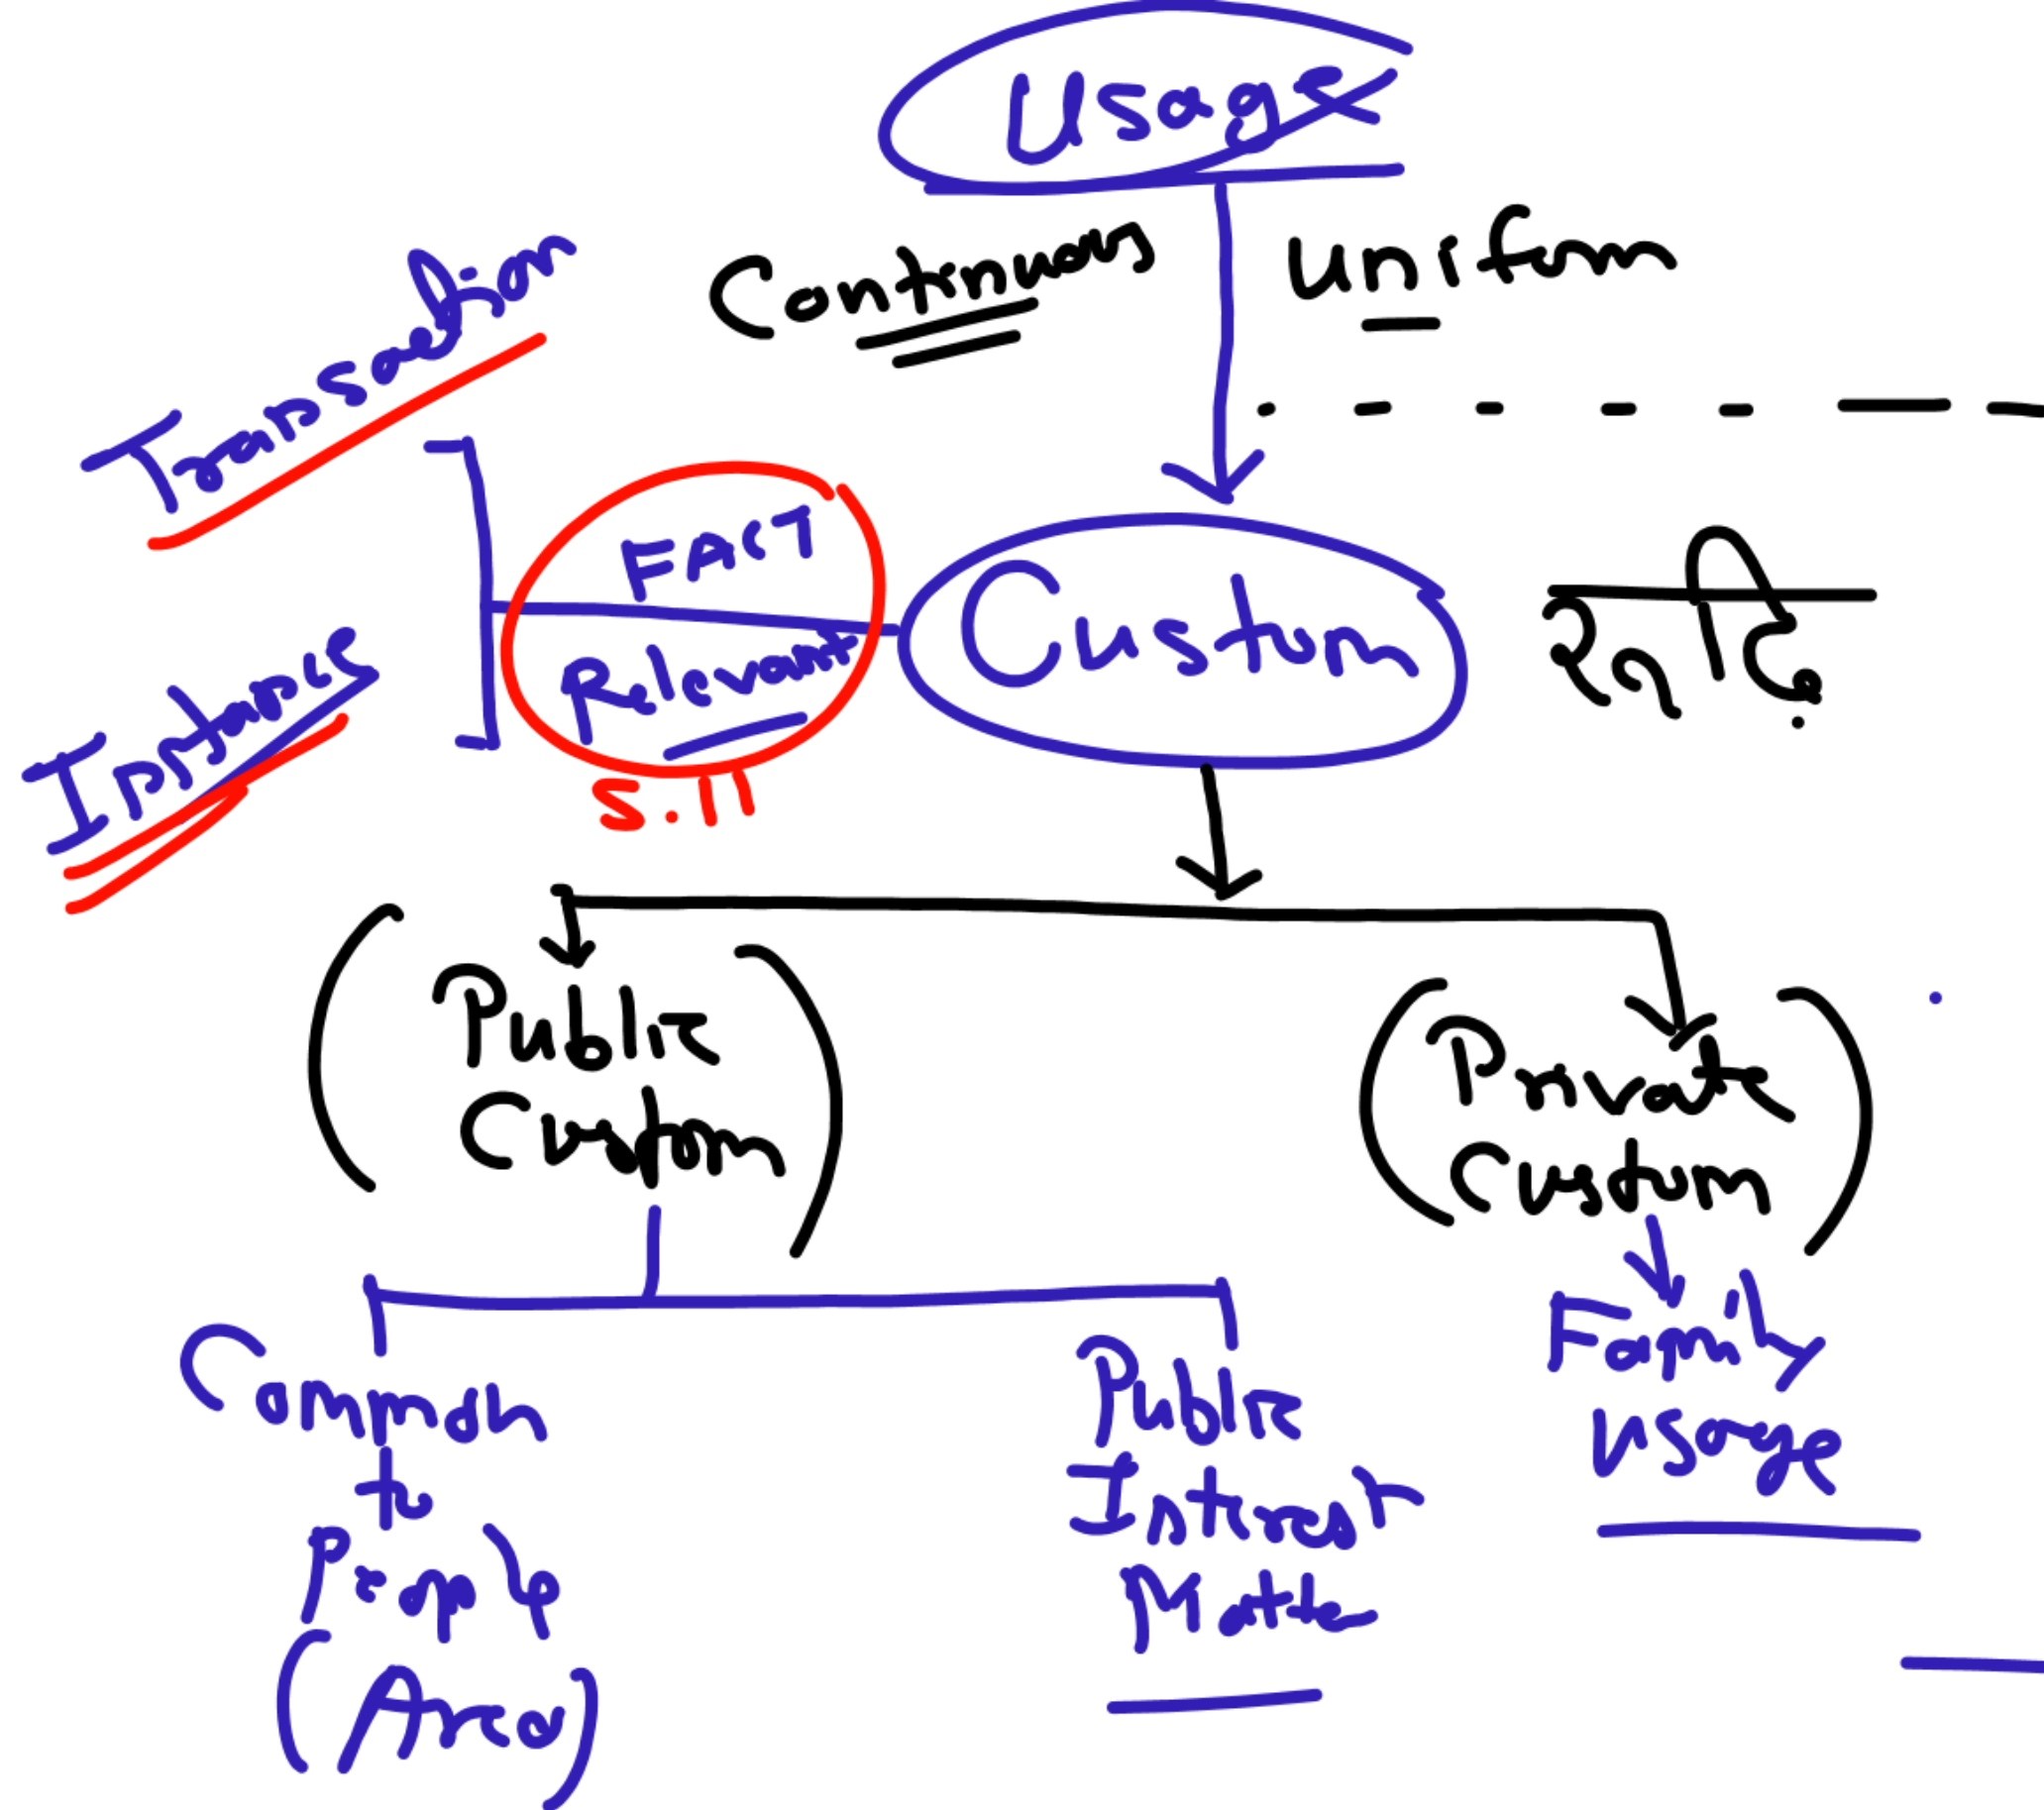 Usage
Continuous
Uniform
Transaction
FACT
Relevant
Custom
रूढ़ि
Instance
S.11
Public
Custom
Private
Custom
Common
to
People
(Area)
Public
Interest
Matter
Family
Usage